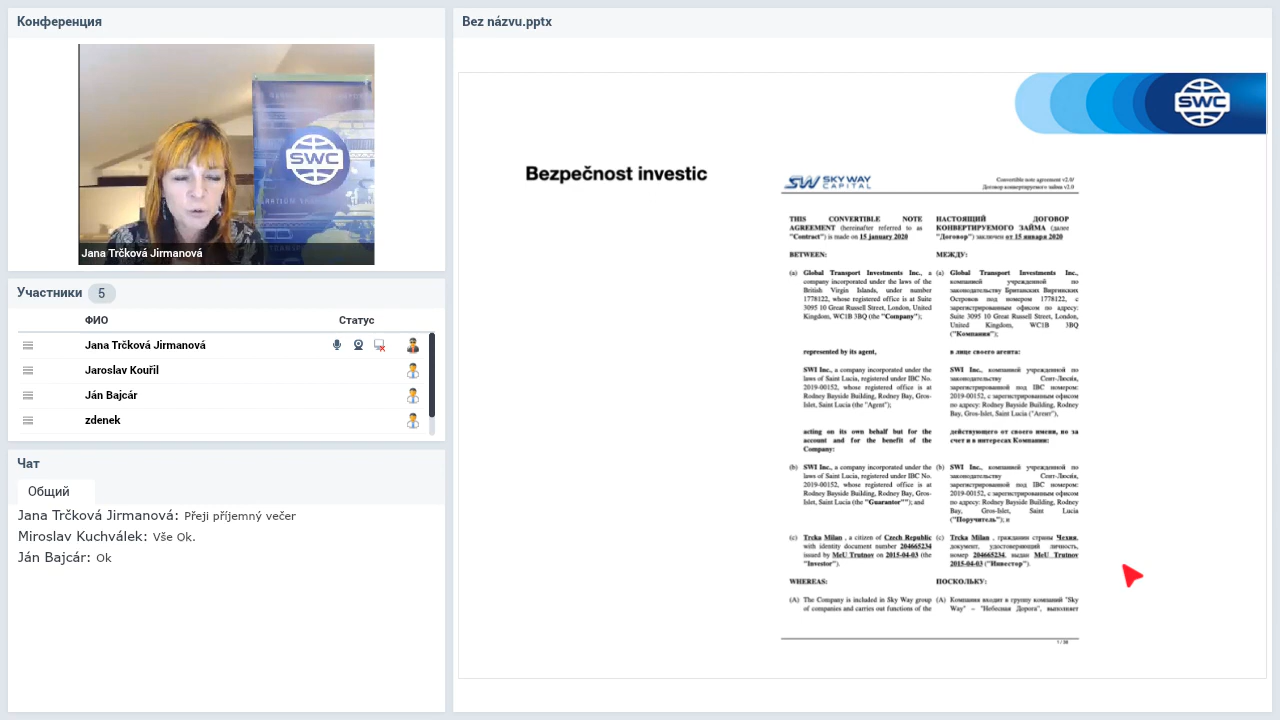 Конференция
Jana Trčková Jirmanová
SWC
Участники 5
ФИО Статус
Jana Trčková Jirmanová
Jaroslav Kouřil
Ján Bajcár
zdenek
Чат
Общий
Jana Trčková Jirmanová: Přeji příjemný večer
Miroslav Kuchválek: Vše OK.
Ján Bajcár: Ok.
Bez názvu.pptx
SWC
Bezpečnost investic
SW SKY WAY CAPITAL
Convertible note agreement v2.0/
Договор конвертируемого займа v2.0
THIS CONVERTIBLE NOTE
AGREEMENT (hereinafter referred to as
"Contract") is made on 15 january 2020
BETWEEN:
(a) Global Transport Investments Inc., a
company incorporated under the laws of the
British Virgin Islands, under number
1778122, whose registered office is at Suite
3095 10 Great Russell Street, London, United
Kingdom, WC1B 3BQ (the "Company");
represented by its agent,
SWI Inc., a company incorporated under the
laws of Saint Lucia, registered under IBC No.
2019-00152, whose registered office is at
Rodney Bayside Building, Rodney Bay, Gros-
Islet, Saint Lucia (the "Agent");
acting on its own behalf but for the
account and for the benefit of the
Company:
(b) SWI Inc., a company incorporated under the
laws of Saint Lucia, registered under IBC No.
2019-00152, whose registered office is at
Rodney Bayside Building, Rodney Bay, Gros-
Islet, Saint Lucia (the "Guarantor""); and
(c) Trcka Milan , a citizen of Czech Republic
with identity document number 204665234
issued by MeU Trutnov on 2015-04-03 (the
"Investor").
WHEREAS:
(A) The Company is included in Sky Way group
of companies and carries out functions of the
НАСТОЯЩИЙ ДОГОВОР
КОНВЕРТИРУЕМОГО ЗАЙМА (далее
"Договор") заключен от 15 января 2020
МЕЖДУ:
(a) Global Transport Investments Inc.,
компанией учрежденной по
законодательству Британских Виргинских
Островов под номером 1778122, с
зарегистрированным офисом по адресу:
Suite 3095 10 Great Russell Street, London,
United Kingdom, WC1B 3BQ
("Компания");
в лице своего агента:
SWI Inc., компанией учрежденной по
законодательству Сент-Люсия,
зарегистрированной под IBC номером:
2019-00152, с зарегистрированным офисом
по адресу: Rodney Bayside Building, Rodney
Bay, Gros-Islet, Saint Lucia ("Агент"),
действующего от своего имени, но за
счет и в интересах Компании:
(b) SWI Inc., компанией учрежденной по
законодательству Сент-Люсия,
зарегистрированной под IBC номером:
2019-00152, с зарегистрированным офисом
по адресу: Rodney Bayside Building, Rodney
Bay, Gros-Islet, Saint Lucia
("Поручитель"); и
(c) Trcka Milan , гражданин страны Чехия,
документ, удостоверяющий личность,
номер 204665234, выдан MeU Trutnov
2015-04-03 ("Инвестор").
ПОСКОЛЬКУ:
(A) Компания входит в группу компаний "Sky
Way" – "Небесная Дорога", выполняет
1 / 38